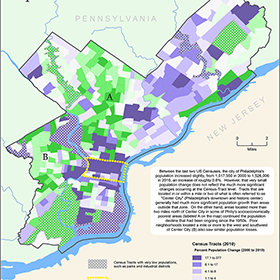 PENNSYLVANIA
A
NEW JERSEY
B
Between the last two US Censuses, the city of Philadelphia's
population increased slightly, from 1,517,550 in 2000 to 1,526,006
in 2010, an increase of roughly 0.6%. However, that very small
population change does not reflect the much more significant
changes occurring at the Census-Tract level. Tracts that are
located in or within a mile or two of what is often referred to as
"Center City" (Philadelphia's downtown and historic center)
generally had much more significant population growth than areas
outside that zone. On the other hand, areas located more than
two miles north of Center City in some of Philly's socioeconomically
poorest areas (labeled A on the map) continued the population
decline that had been ongoing since the 1950s. Poor
neighborhoods located a mile or more to the west and southwest
of Center City (B) also saw similar population losses.
Census Tracts (2010)
Percent Population Change (2000 to 2010)
Census Tracts with very low populations,
such as parks and industrial districts